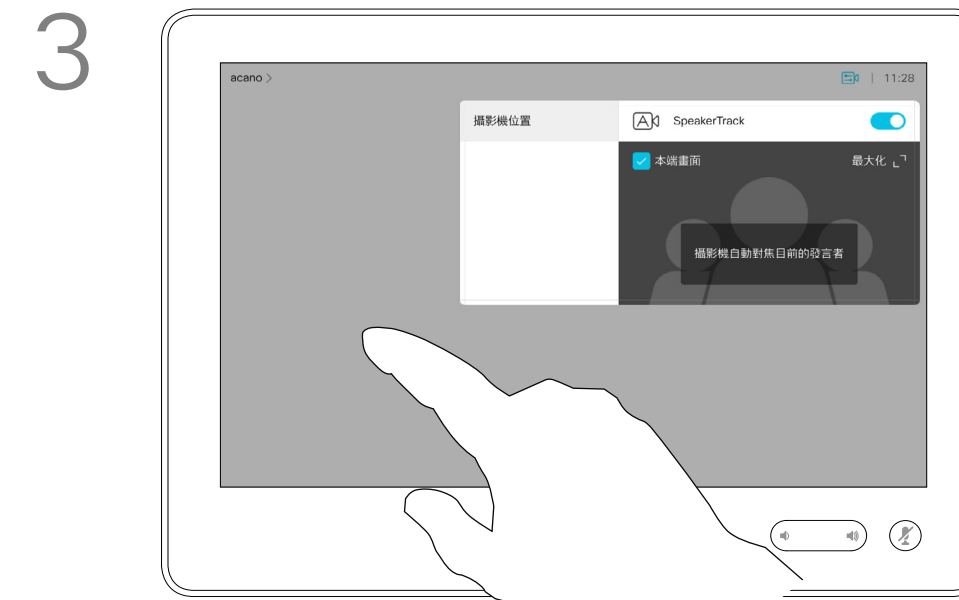 3
acano >
11:28
攝影機位置
SpeakerTrack
本端畫面
最大化
攝影機自動對焦目前的發言者